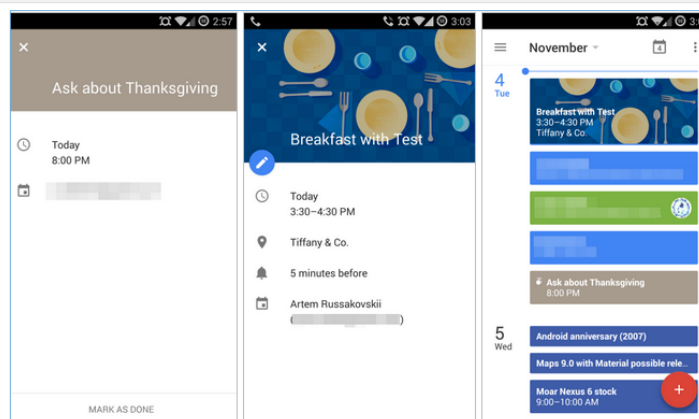 2:57
Ask about Thanksgiving
Today
8:00 PM
MARK AS DONE
3:03
Breakfast with Test
Today
3:30–4:30 PM
Tiffany & Co.
5 minutes before
Artem Russakovskii
(
)
November
4
4
Tue
Breakfast with Test
3:30–4:30 PM
Tiffany & Co.
Ask about Thanksgiving
8:00 PM
5
Wed
Android anniversary (2007)
Maps 9.0 with Material possible rele...
Moar Nexus 6 stock
9:00–10:00 AM